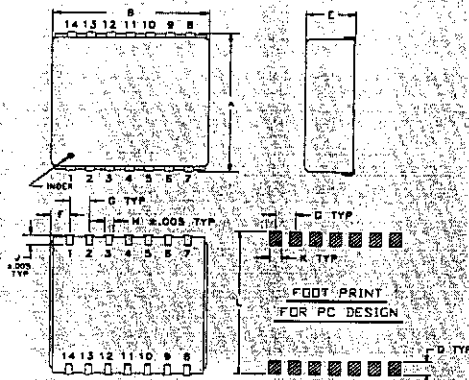 B
E
14 13 12 11 10 9 8
A
INDEX
1 2 3 4 5 6 7
G TYP
F
H ±.005 TYP
G TYP
J
±.005
TYP
1 2 3 4 5 6 7
K TYP
L
FOOT PRINT
FOR PC DESIGN
D TYP
14 13 12 11 10 9 8